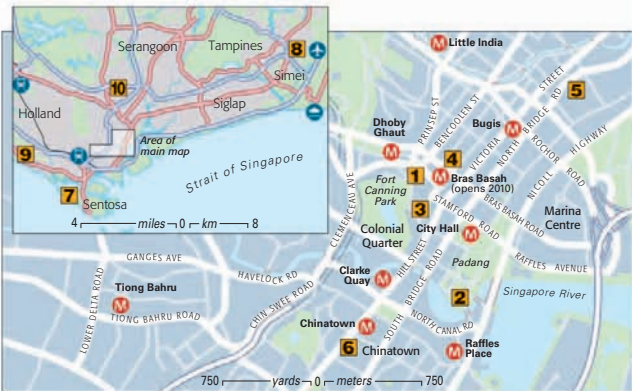 Serangoon
Tampines
8
Simei
10
Siglap
Holland
Area of
main map
9
Strait of Singapore
7
Sentosa
4 miles 0 km 8
M Little India
STREET
5
PRINSEP ST
BENCOOLEN ST
Dhoby
Ghaut
M
Bugis
M
VICTORIA
NORTH BRIDGE RD
ROCHOR ROAD
NICOLL HIGHWAY
4
1
M Bras Basah
(opens 2010)
Fort
Canning
Park
3
CLEMENCEAU AVE
STAMFORD ROAD
BRAS BASAH ROAD
Marina
Centre
Colonial
Quarter
City Hall
M
HILL STREET
RAFFLES AVENUE
Padang
GANGES AVE
HAVELOCK RD
Clarke
Quay
M
SOUTH BRIDGE ROAD
2
Singapore River
LOWER DELTA ROAD
Tiong Bahru
M
TIONG BAHRU ROAD
CHIN SWEE ROAD
NORTH CANAL RD
Chinatown
M
6 Chinatown
M Raffles
Place
750 yards 0 meters 750